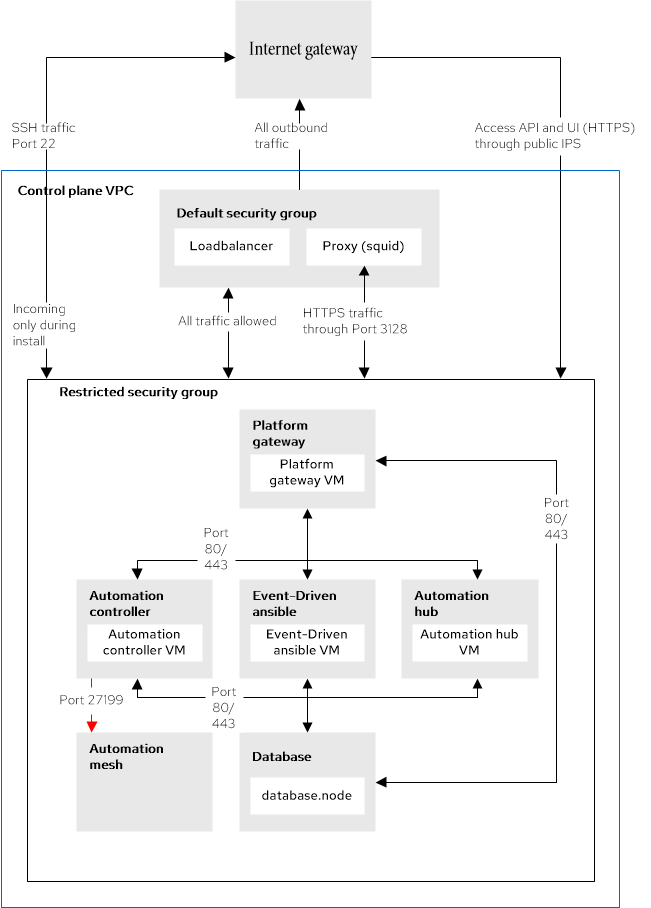 Internet gateway
SSH traffic
Port 22
All outbound
traffic
Access API and UI (HTTPS)
through public IPS
Control plane VPC
Default security group
Loadbalancer
Proxy (squid)
Incoming
only during
install
All traffic allowed
HTTPS traffic
through Port 3128
Restricted security group
Platform
gateway
Platform
gateway VM
Port
80/
443
Port
80/
443
Automation
controller
Automation
controller VM
Event-Driven
ansible
Event-Driven
ansible VM
Automation
hub
Automation hub
VM
Port 27199
Port
80/
443
Automation
mesh
Database
database.node